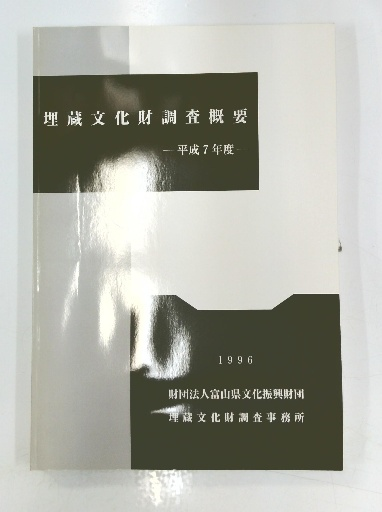 埋蔵文化財調査概要
―平成7年度―
1996
財団法人富山県文化振興財団
埋蔵文化財調査事務所